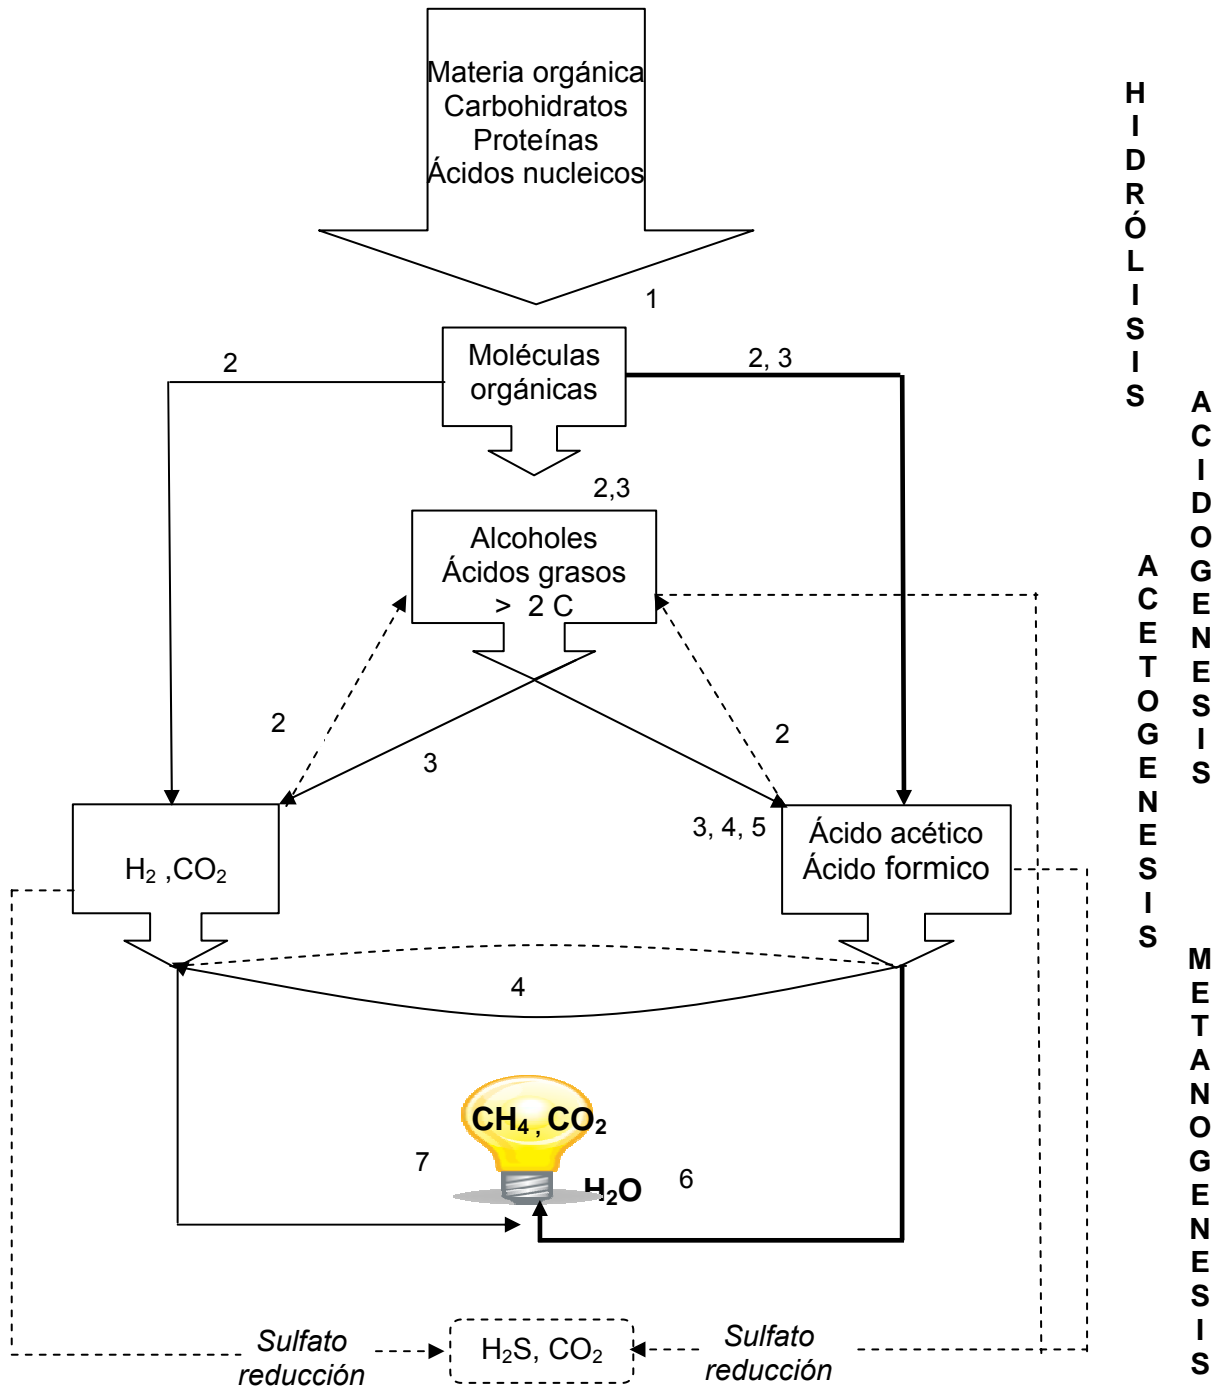 Materia orgánica
Carbohidratos
Proteínas
Ácidos nucleicos
1
Moléculas
orgánicas
2
2, 3
2,3
Alcoholes
Ácidos grasos
> 2 C
2
3
2
3, 4, 5
H₂ ,CO₂
Ácido acético
Ácido formico
4
CH₄ , CO₂
H₂O
7
6
Sulfato
reducción
H₂S, CO₂
Sulfato
reducción
HIDRÓLISIS
ACIDOGENESIS
ACETOGENESIS
METANOGENESIS